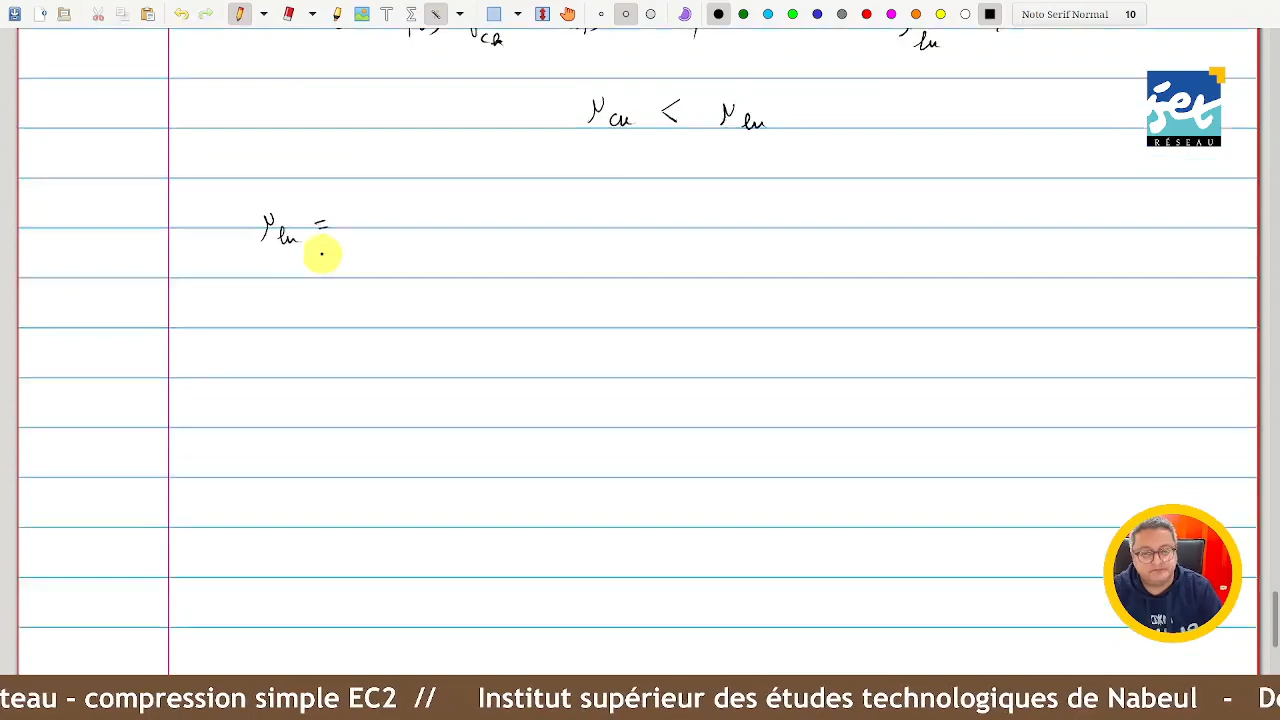 Noto Serif Normal 10
μcu < μlu
μlu =
iset
RÉSEAU
teau - compression simple EC2 // Institut supérieur des études technologiques de Nabeul - D